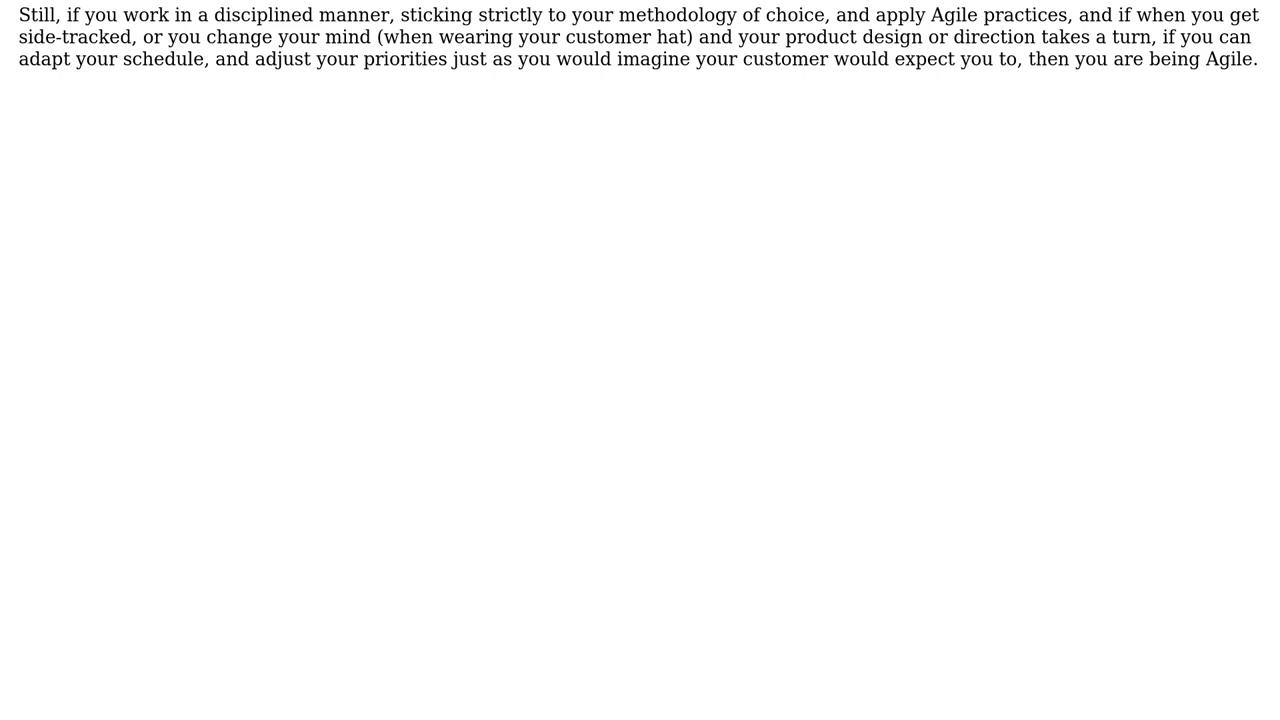 Still, if you work in a disciplined manner, sticking strictly to your methodology of choice, and apply Agile practices, and if when you get
side-tracked, or you change your mind (when wearing your customer hat) and your product design or direction takes a turn, if you can
adapt your schedule, and adjust your priorities just as you would imagine your customer would expect you to, then you are being Agile.